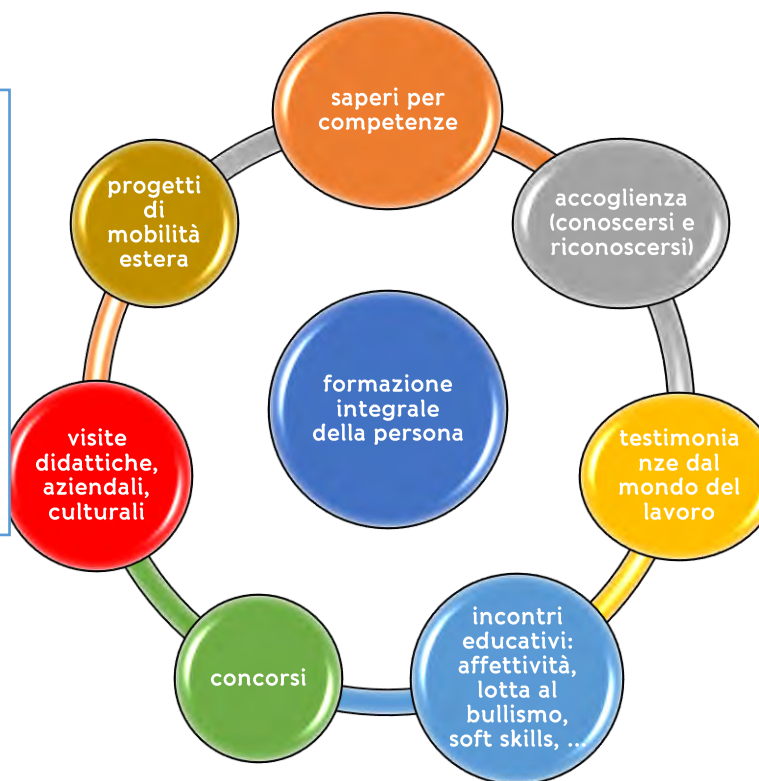 saperi per
competenze
accoglienza
(conoscersi e
riconoscersi)
testimonia
nze dal
mondo del
lavoro
incontri
educativi:
affettività,
lotta al
bullismo,
soft skills, ...
concorsi
visite
didattiche,
aziendali,
culturali
progetti
di
mobilità
estera
formazione
integrale
della persona